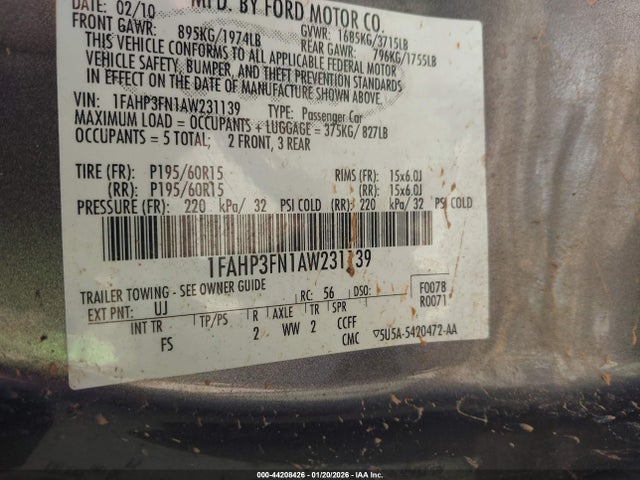 DATE: 02/10 MFD. BY FORD MOTOR CO.
FRONT GAWR: 895KG/1974LB GVWR: 1685KG/3715LB
REAR GAWR: 796KG/1755LB
THIS VEHICLE CONFORMS TO ALL APPLICABLE FEDERAL MOTOR
VEHICLE SAFETY, BUMPER, AND THEFT PREVENTION STANDARDS
IN EFFECT ON THE DATE OF MANUFACTURE SHOWN ABOVE.
VIN: 1FAHP3FN1AW231139 TYPE: Passenger Car
MAXIMUM LOAD = OCCUPANTS + LUGGAGE = 375KG/827LB
OCCUPANTS = 5 TOTAL; 2 FRONT, 3 REAR
TIRE (FR): P195/60R15 RIMS (FR): 15x6.0J
(RR): P195/60R15 (RR): 15x6.0J
PRESSURE (FR): 220 kPa/ 32 PSI COLD (RR): 220 kPa/ 32 PSI COLD
1FAHP3FN1AW231139
TRAILER TOWING - SEE OWNER GUIDE
EXT PNT: UJ RC: 56 DSO: F0078
R0071
INT TR TP/PS R AXLE TR SPR
FS 2 WW 2 CCFF
CMC ▽5U5A-5420472-AA
000-44208426 | 01/20/2026 | IAA Inc.